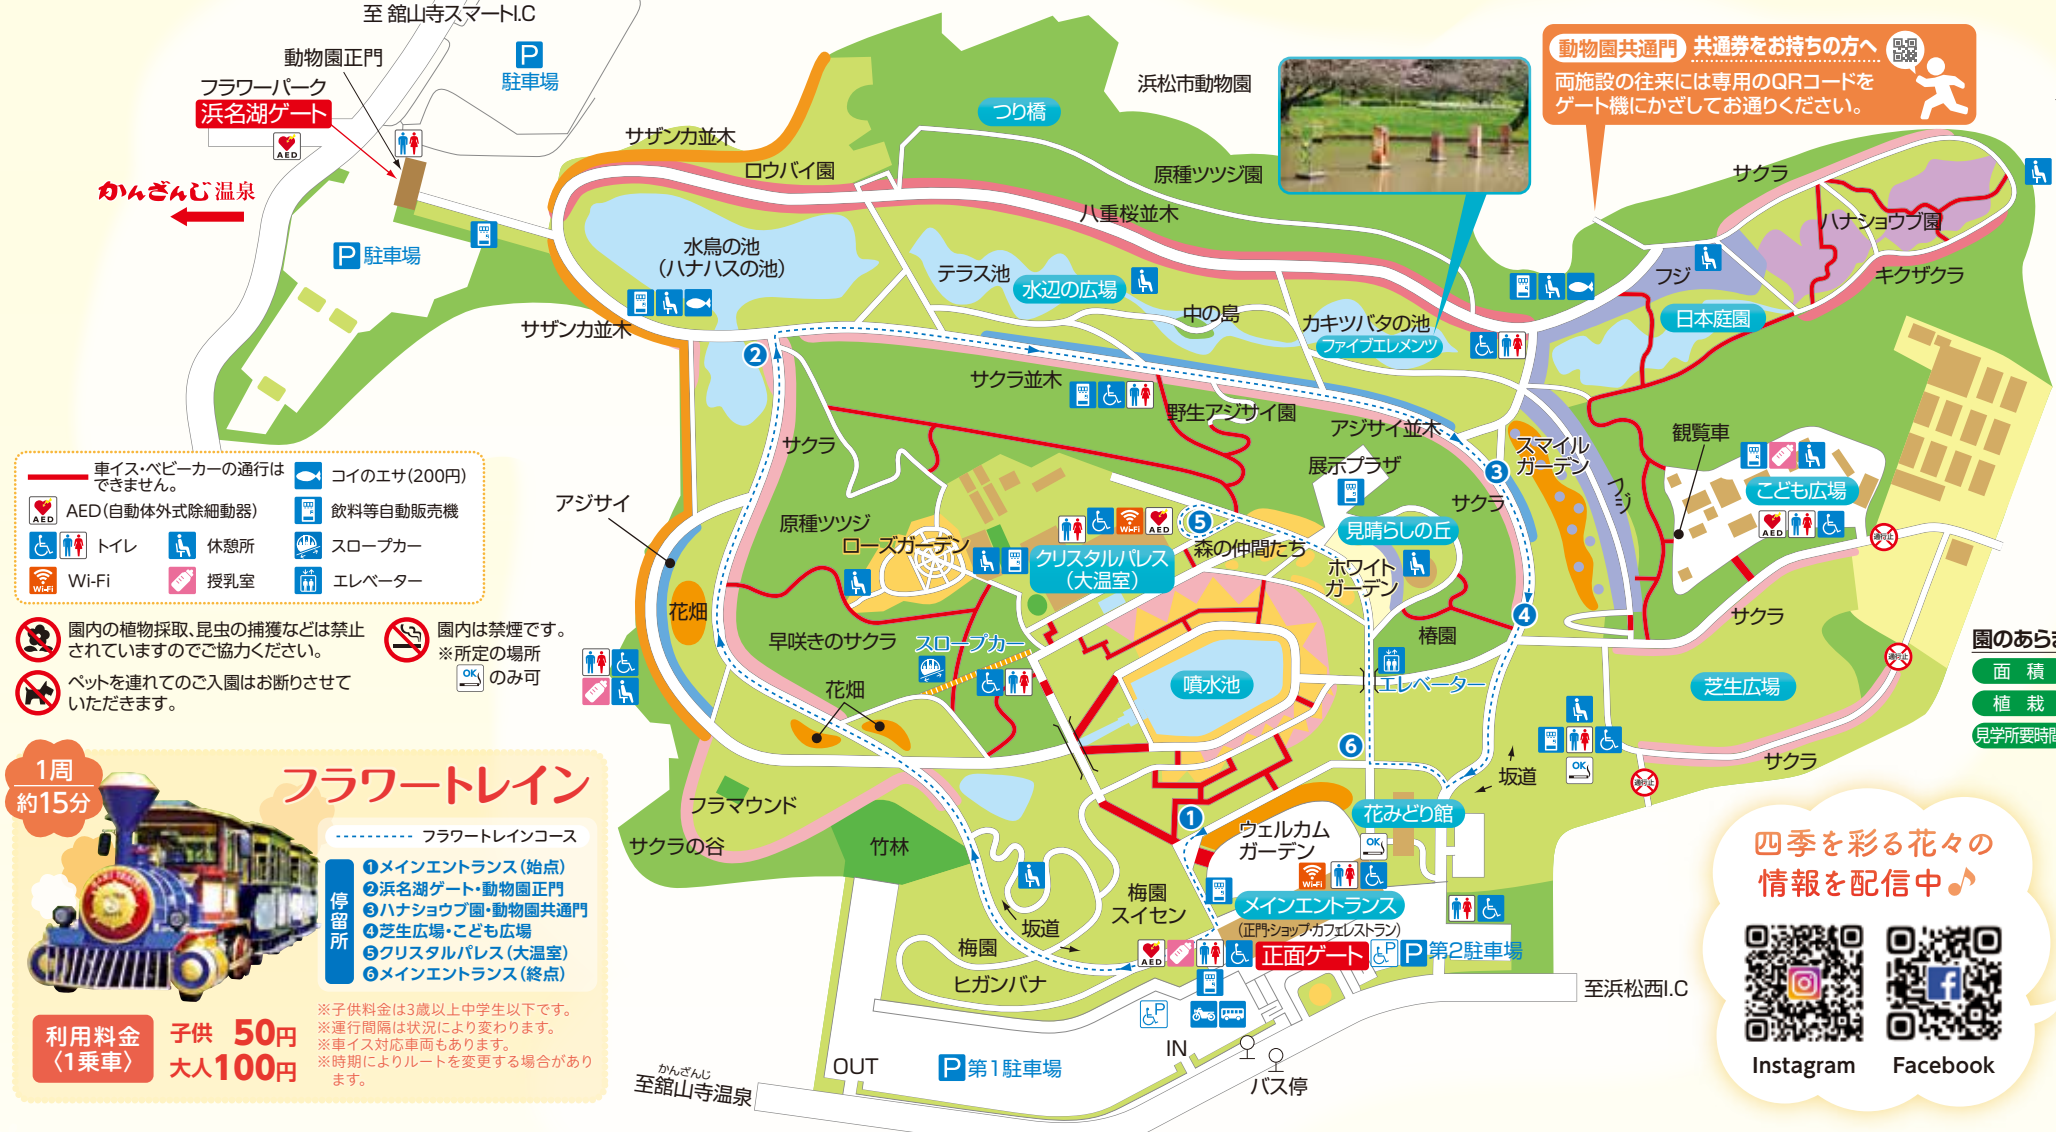 至 舘山寺スマートI.C
動物園正門
フラワーパーク
浜名湖ゲート
AED
P
駐車場
かんざんじ温泉
P 駐車場
サザンカ並木
ロウバイ園
つり橋
浜松市動物園
原種ツツジ園
八重桜並木
動物園共通門 共通券をお持ちの方へ
両施設の往来には専用のQRコードを
ゲート機にかざしてお通りください。
サクラ
ハナショウブ園
フジ
キクザクラ
日本庭園
水鳥の池
(ハナハスの池)
テラス池
水辺の広場
中の島
カキツバタの池
ファイブエレメンツ
サザンカ並木
2
サクラ並木
野生アジサイ園
アジサイ並木
サクラ
展示プラザ
3
スマイル
ガーデン
フジ
観覧車
こども広場
AED
通行止
サクラ
サクラ
見晴らしの丘
アジサイ
原種ツツジ
ローズガーデン
Wi-Fi
AED
5
クリスタルパレス
(大温室)
森の仲間たち
ホワイト
ガーデン
4
椿園
花畑
早咲きのサクラ
スロープカー
花畑
噴水池
エレベーター
芝生広場
通行止
サクラ
通行止
OK
坂道
6
花みどり館
OK
フラマウンド
サクラの谷
竹林
1
ウェルカム
ガーデン
Wi-Fi
梅園
スイセン
坂道
梅園
ヒガンバナ
メインエントランス
(正門・ショップ・カフェレストラン)
AED
正面ゲート
P
P 第2駐車場
至浜松西I.C
P
IN
OUT
P 第1駐車場
バス停
かんざんじ
至舘山寺温泉
車イス・ベビーカーの通行は
できません。
コイのエサ(200円)
AED
AED(自動体外式除細動器)
飲料等自動販売機
トイレ
休憩所
スロープカー
Wi-Fi
Wi-Fi
授乳室
エレベーター
園内の植物採取、昆虫の捕獲などは禁止
されていますのでご協力ください。
ペットを連れてのご入園はお断りさせて
いただきます。
園内は禁煙です。
※所定の場所
OK のみ可
1周
約15分
フラワートレイン
フラワートレインコース
停留所
❶メインエントランス(始点)
❷浜名湖ゲート・動物園正門
❸ハナショウブ園・動物園共通門
❹芝生広場・こども広場
❺クリスタルパレス(大温室)
❻メインエントランス(終点)
利用料金
〈1乗車〉
子供 50円
大人100円
※子供料金は3歳以上中学生以下です。
※運行間隔は状況により変わります。
※車イス対応車両もあります。
※時期によりルートを変更する場合があり
ます。
園のあらま
面 積
植 栽
見学所要時間
四季を彩る花々の
情報を配信中♪
Instagram
Facebook